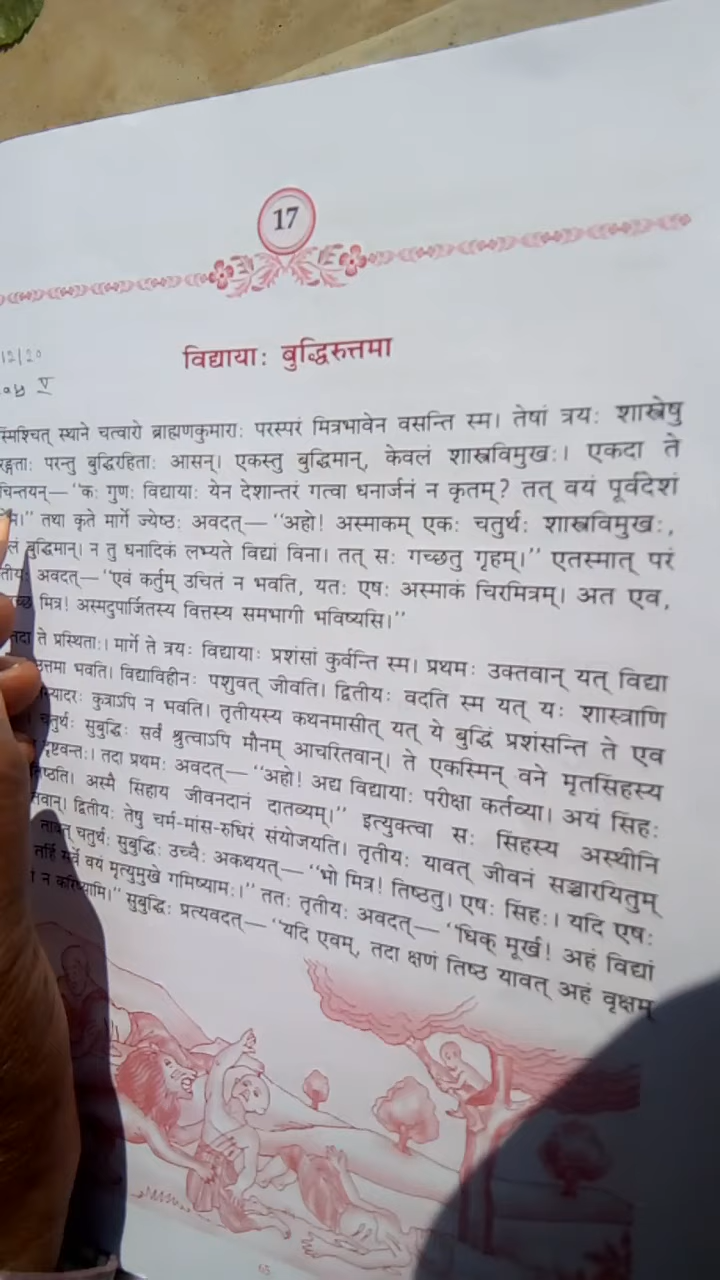 17
विद्यायाः बुद्धिरुत्तमा
12/20
स्मिश्चित् स्थाने चत्वारो ब्राह्मणकुमाराः परस्परं मित्रभावेन वसन्ति स्म। तेषां त्रयः शास्त्रेषु
ङ्गताः परन्तु बुद्धिरहिताः आसन्। एकस्तु बुद्धिमान्, केवलं शास्त्रविमुखः। एकदा ते
चिन्तयन्—“कः गुणः विद्यायाः येन देशान्तरं गत्वा धनार्जनं न कृतम्? तत् वयं पूर्वदेशं
” तथा कृते मार्गे ज्येष्ठः अवदत्—“अहो! अस्माकम् एकः चतुर्थः शास्त्रविमुखः,
लं बुद्धिमान्। न तु धनादिकं लभ्यते विद्यां विना। तत् सः गच्छतु गृहम्।” एतस्मात् परं
तीयः अवदत्—“एवं कर्तुम् उचितं न भवति, यतः एषः अस्माकं चिरमित्रम्। अत एव,
च्छ मित्र! अस्मदुपार्जितस्य वित्तस्य समभागी भविष्यसि।”
तदा ते प्रस्थिताः। मार्गे ते त्रयः विद्यायाः प्रशंसां कुर्वन्ति स्म। प्रथमः उक्तवान् यत् विद्या
त्तमा भवति। विद्याविहीनः पशुवत् जीवति। द्वितीयः वदति स्म यत् यः शास्त्राणि
स्यादरः कुत्राऽपि न भवति। तृतीयस्य कथनमासीत् यत् ये बुद्धिं प्रशंसन्ति ते एव
चतुर्थः सुबुद्धिः सर्वं श्रुत्वाऽपि मौनम् आचरितवान्। ते एकस्मिन् वने मृतसिंहस्य
दृष्टवन्तः। तदा प्रथमः अवदत्—“अहो! अद्य विद्यायाः परीक्षा कर्तव्या। अयं सिंहः
तिष्ठति। अस्मै सिंहाय जीवनदानं दातव्यम्।” इत्युक्त्वा सः सिंहस्य अस्थीनि
तवान्। द्वितीयः तेषु चर्म-मांस-रुधिरं संयोजयति। तृतीयः यावत् जीवनं सञ्चारयितुम्
तावत् चतुर्थः सुबुद्धिः उच्चैः अकथयत्—“भो मित्र! तिष्ठतु। एषः सिंहः। यदि एषः
तर्हि सर्वे वयं मृत्युमुखे गमिष्यामः।” ततः तृतीयः अवदत्—“धिक् मूर्ख! अहं विद्यां
न करिष्यामि।” सुबुद्धिः प्रत्यवदत्—“यदि एवम्, तदा क्षणं तिष्ठ यावत् अहं वृक्षम्